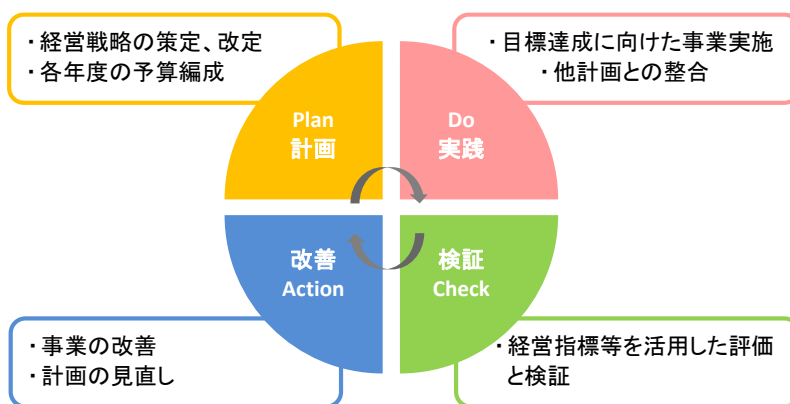 ・経営戦略の策定、改定
・各年度の予算編成
・目標達成に向けた事業実施
・他計画との整合
Plan
計画
Do
実践
改善
Action
検証
Check
・事業の改善
・計画の見直し
・経営指標等を活用した評価
と検証